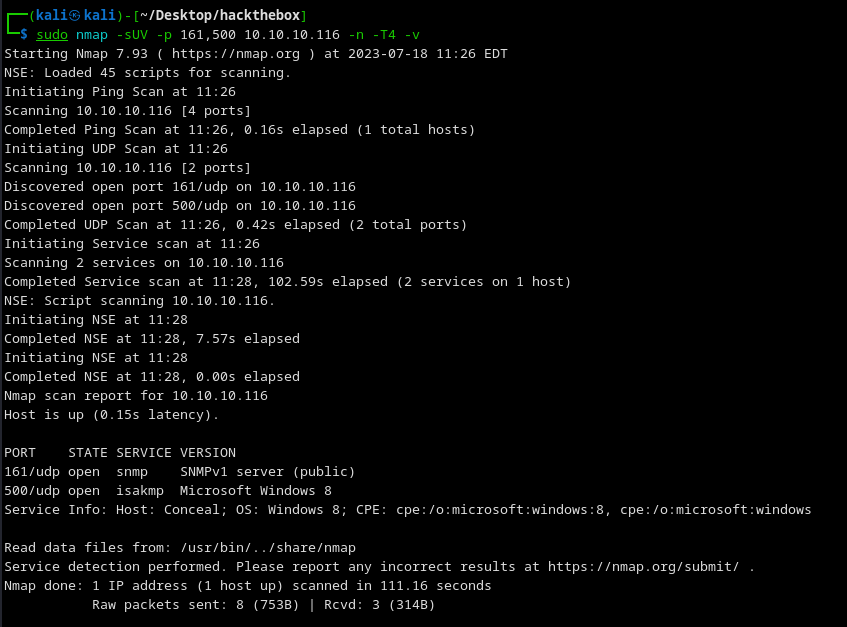 ┌──(kali㉿kali)-[~/Desktop/hackthebox]
└─$ sudo nmap -sUV -p 161,500 10.10.10.116 -n -T4 -v
Starting Nmap 7.93 ( https://nmap.org ) at 2023-07-18 11:26 EDT
NSE: Loaded 45 scripts for scanning.
Initiating Ping Scan at 11:26
Scanning 10.10.10.116 [4 ports]
Completed Ping Scan at 11:26, 0.16s elapsed (1 total hosts)
Initiating UDP Scan at 11:26
Scanning 10.10.10.116 [2 ports]
Discovered open port 161/udp on 10.10.10.116
Discovered open port 500/udp on 10.10.10.116
Completed UDP Scan at 11:26, 0.42s elapsed (2 total ports)
Initiating Service scan at 11:26
Scanning 2 services on 10.10.10.116
Completed Service scan at 11:28, 102.59s elapsed (2 services on 1 host)
NSE: Script scanning 10.10.10.116.
Initiating NSE at 11:28
Completed NSE at 11:28, 7.57s elapsed
Initiating NSE at 11:28
Completed NSE at 11:28, 0.00s elapsed
Nmap scan report for 10.10.10.116
Host is up (0.15s latency).

PORT    STATE SERVICE VERSION
161/udp open  snmp    SNMPv1 server (public)
500/udp open  isakmp  Microsoft Windows 8
Service Info: Host: Conceal; OS: Windows 8; CPE: cpe:/o:microsoft:windows:8, cpe:/o:microsoft:windows

Read data files from: /usr/bin/../share/nmap
Service detection performed. Please report any incorrect results at https://nmap.org/submit/ .
Nmap done: 1 IP address (1 host up) scanned in 111.16 seconds
           Raw packets sent: 8 (753B) | Rcvd: 3 (314B)